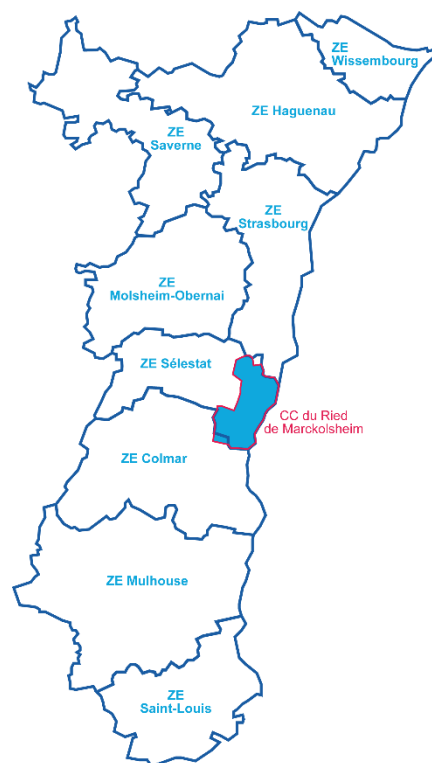 ZE
Wissembourg
ZE Haguenau
ZE
Saverne
ZE
Strasbourg
ZE
Molsheim-Obernai
ZE Sélestat
CC du Ried
de Marckolsheim
ZE Colmar
ZE Mulhouse
ZE
Saint-Louis